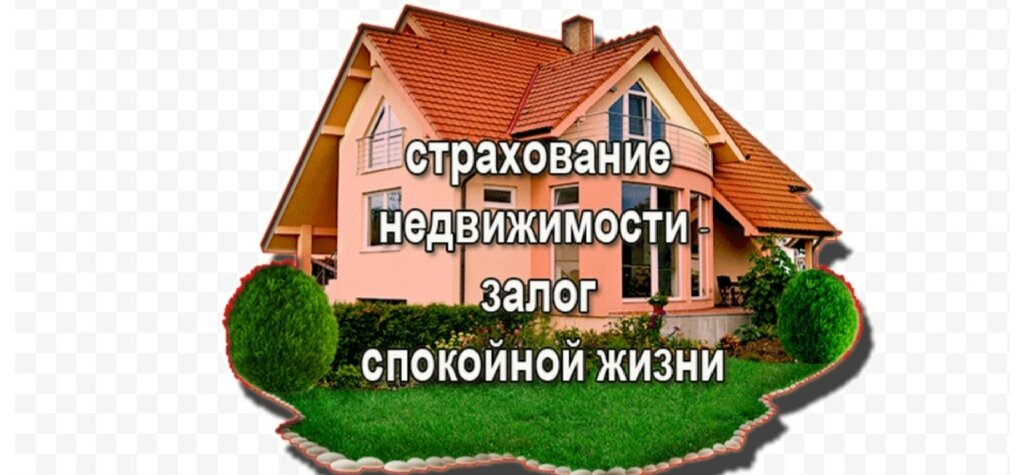 страхование
недвижимости -
залог
спокойной жизни